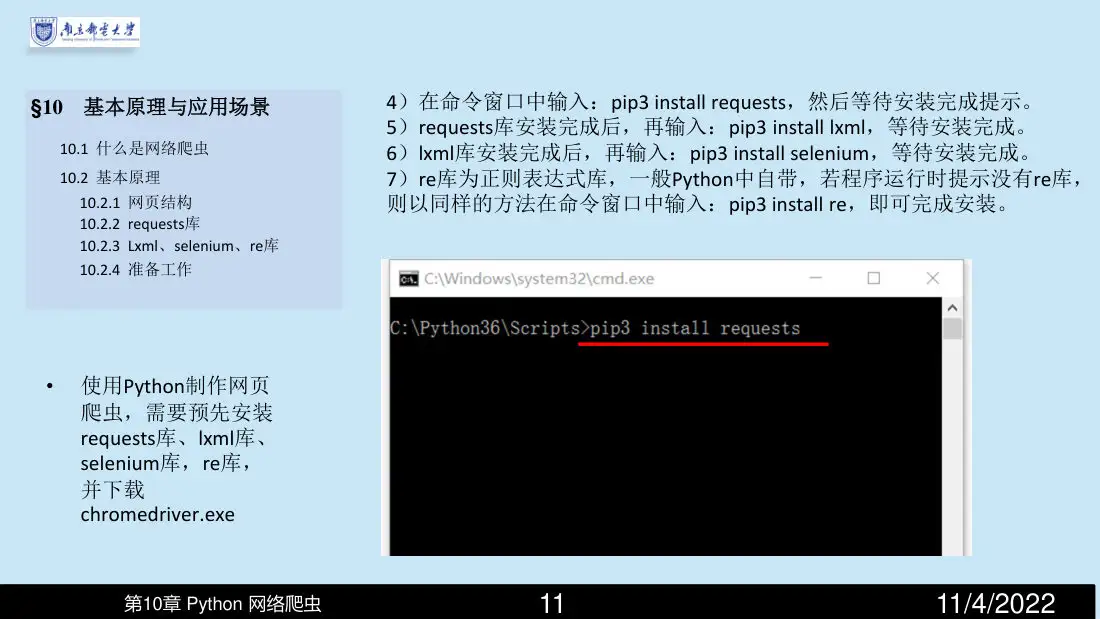 南京邮电大学
§10 基本原理与应用场景
10.1 什么是网络爬虫
10.2 基本原理
10.2.1 网页结构
10.2.2 requests库
10.2.3 Lxml、selenium、re库
10.2.4 准备工作
• 使用Python制作网页
爬虫，需要预先安装
requests库、lxml库、
selenium库，re库，
并下载
chromedriver.exe
4）在命令窗口中输入：pip3 install requests，然后等待安装完成提示。
5）requests库安装完成后，再输入：pip3 install lxml，等待安装完成。
6）lxml库安装完成后，再输入：pip3 install selenium，等待安装完成。
7）re库为正则表达式库，一般Python中自带，若程序运行时提示没有re库，
则以同样的方法在命令窗口中输入：pip3 install re，即可完成安装。
C:\Windows\system32\cmd.exe
C:\Python36\Scripts>pip3 install requests
第10章 Python 网络爬虫
11
11/4/2022